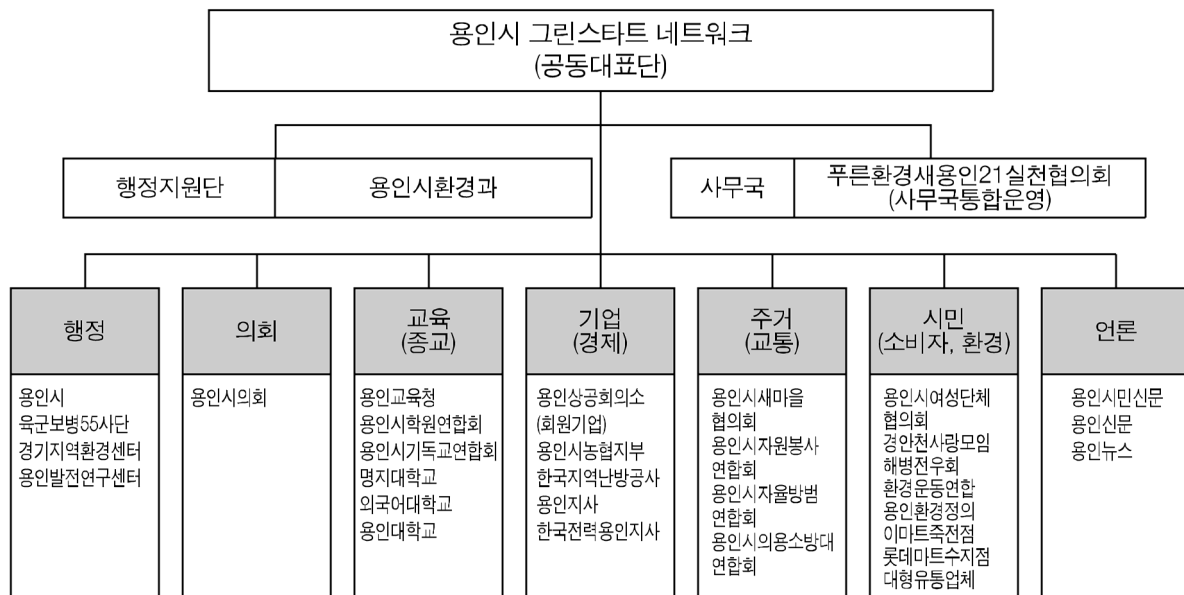 용인시 그린스타트 네트워크
(공동대표단)
행정지원단
용인시환경과
사무국
푸른환경새용인21실천협의회
(사무국통합운영)
행정
용인시
육군보병55사단
경기지역환경센터
용인발전연구센터
의회
용인시의회
교육
(종교)
용인교육청
용인시학원연합회
용인시기독교연합회
명지대학교
외국어대학교
용인대학교
기업
(경제)
용인상공회의소
(회원기업)
용인시농협지부
한국지역난방공사
용인지사
한국전력용인지사
주거
(교통)
용인시새마을
협의회
용인시자원봉사
연합회
용인시자율방범
연합회
용인시의용소방대
연합회
시민
(소비자, 환경)
용인시여성단체
협의회
경안천사랑모임
해병전우회
환경운동연합
용인환경정의
이마트죽전점
롯데마트수지점
대형유통업체
언론
용인시민신문
용인신문
용인뉴스